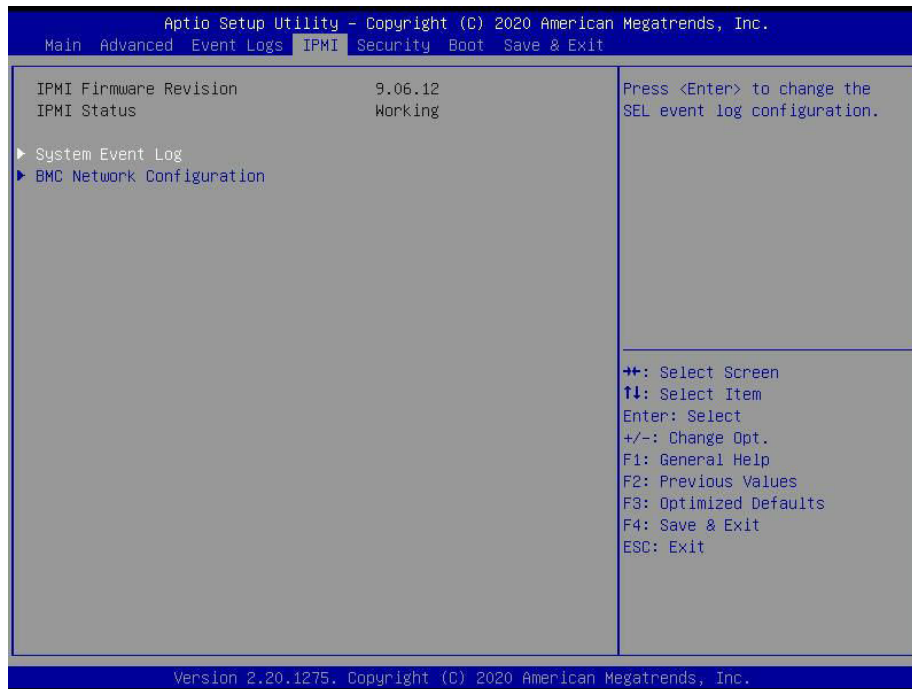 Aptio Setup Utility – Copyright (C) 2020 American Megatrends, Inc.
Main Advanced Event Logs IPMI Security Boot Save & Exit
IPMI Firmware Revision 9.06.12
IPMI Status Working
System Event Log
BMC Network Configuration
Press <Enter> to change the
SEL event log configuration.
→←: Select Screen
↑↓: Select Item
Enter: Select
+/-: Change Opt.
F1: General Help
F2: Previous Values
F3: Optimized Defaults
F4: Save & Exit
ESC: Exit
Version 2.20.1275. Copyright (C) 2020 American Megatrends, Inc.